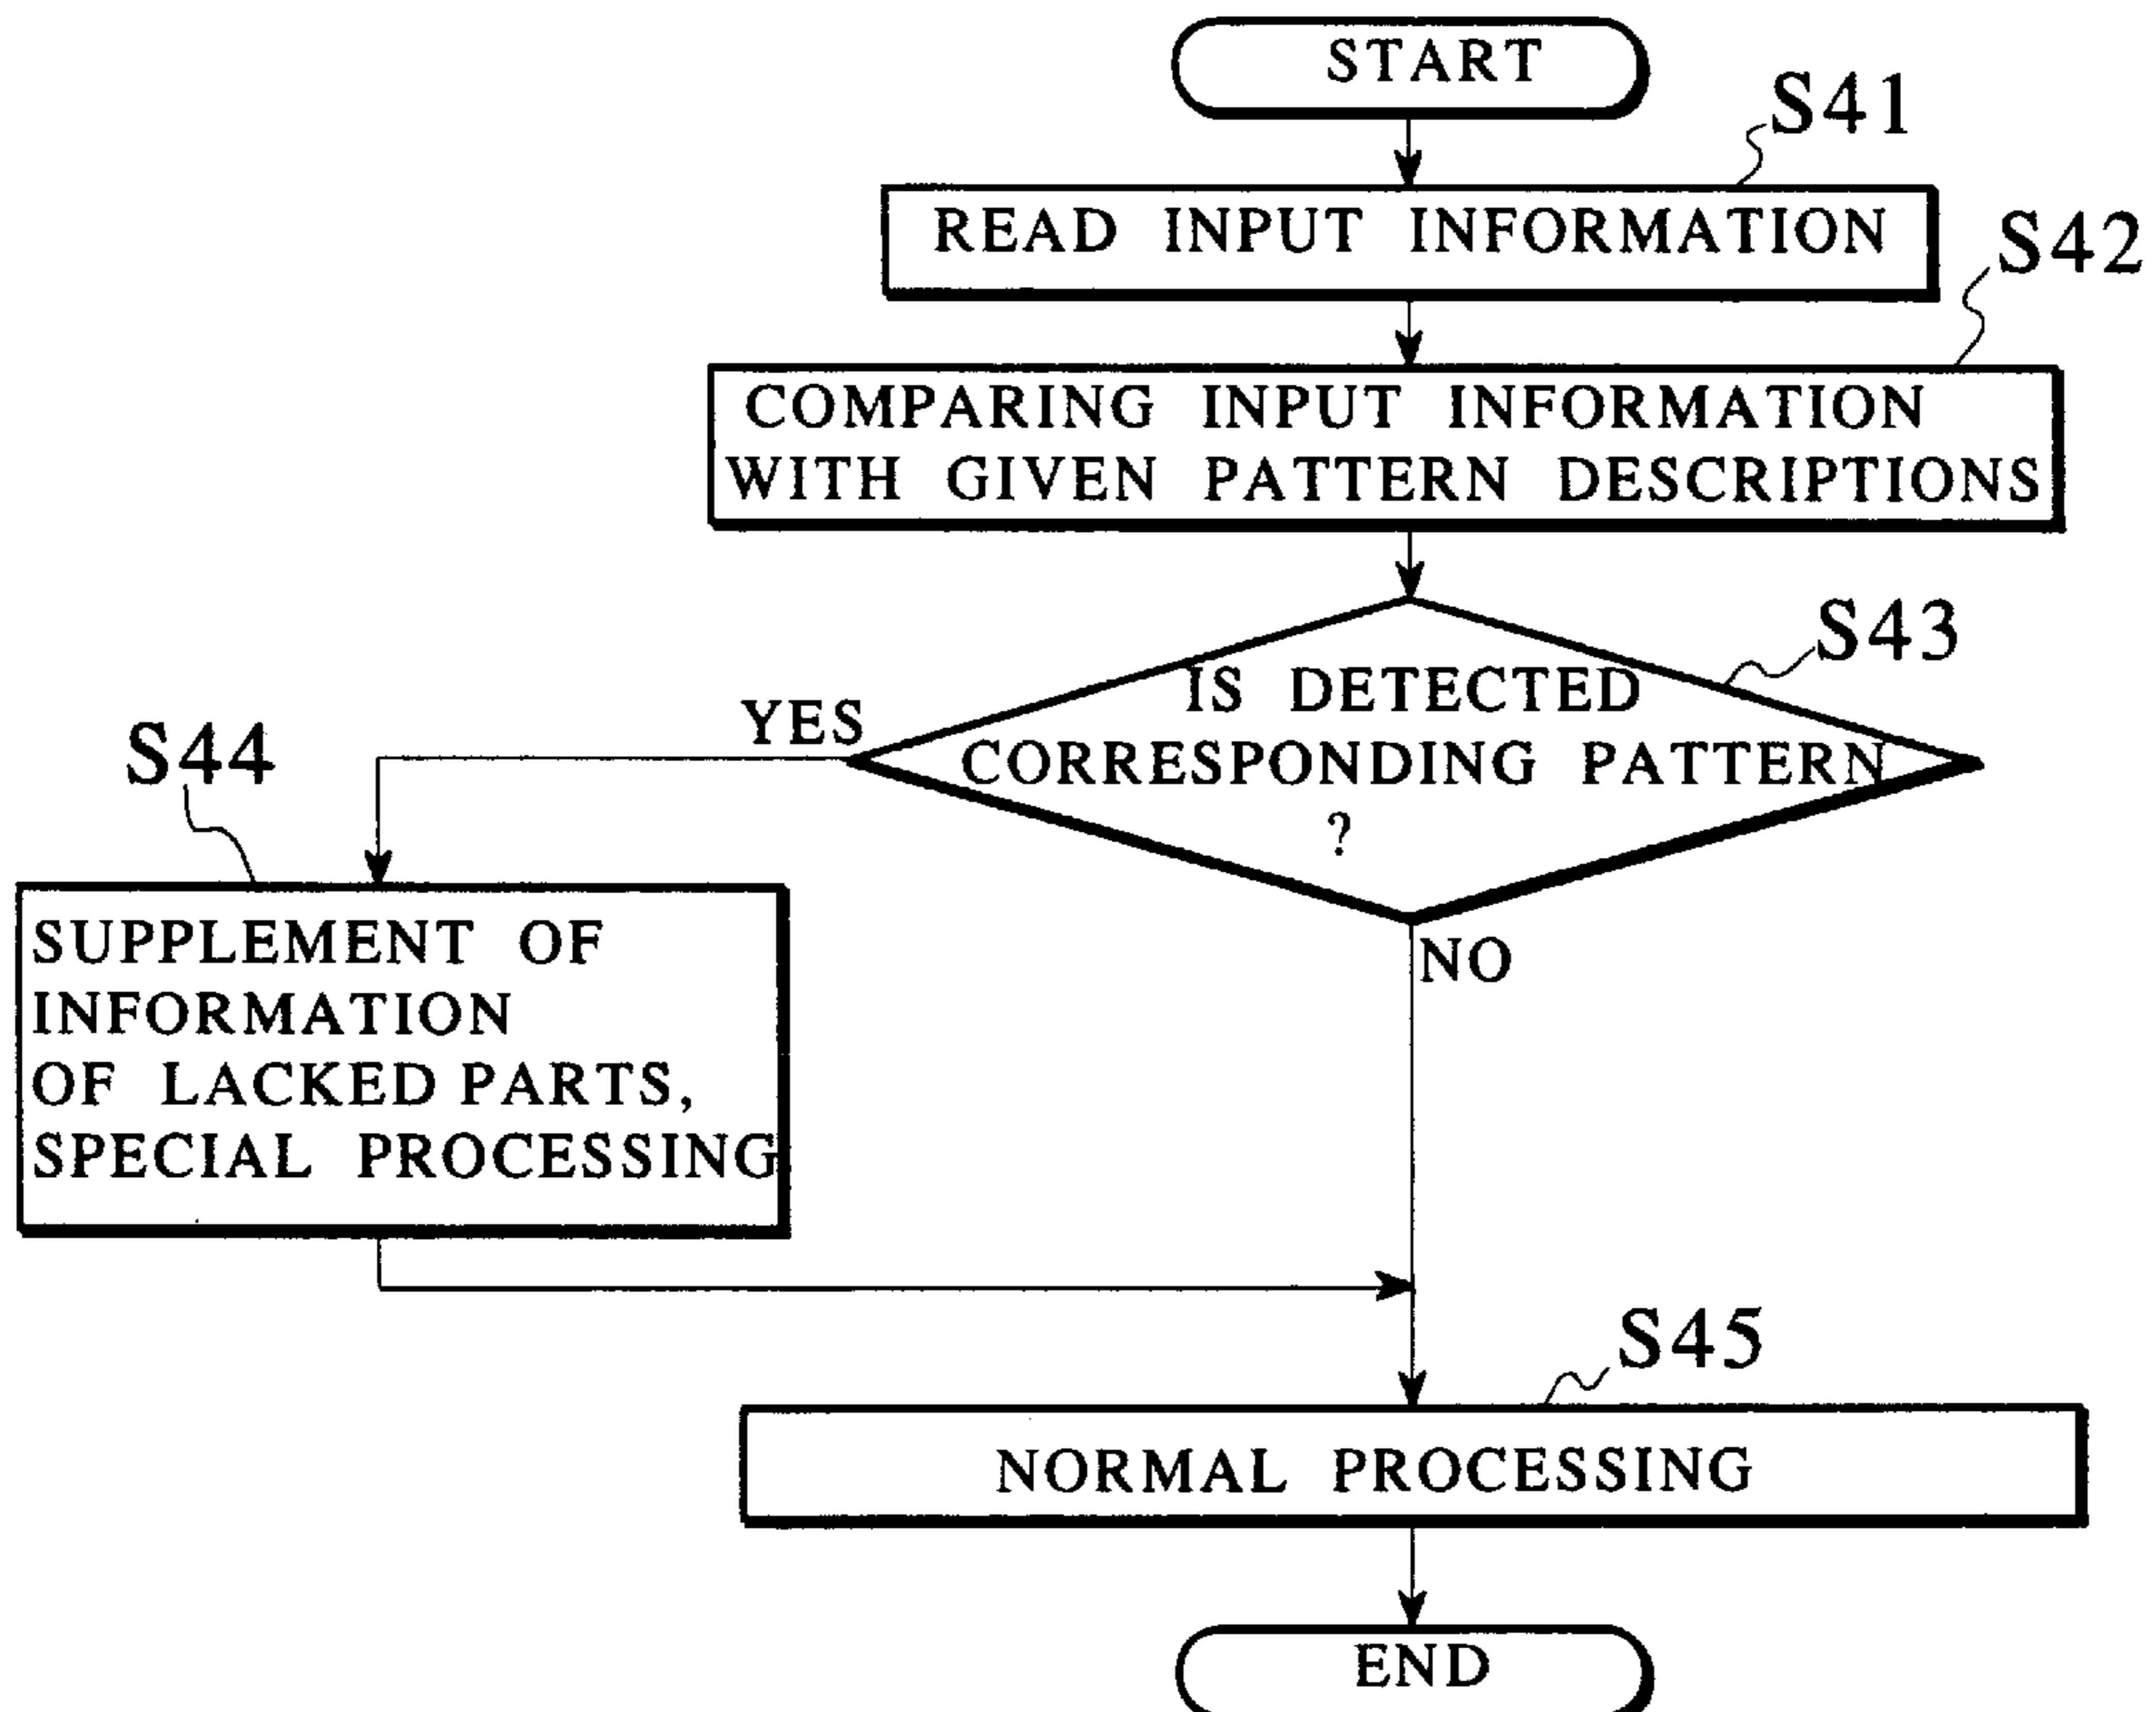 START
S41
READ INPUT INFORMATION
S42
COMPARING INPUT INFORMATION
WITH GIVEN PATTERN DESCRIPTIONS
S43
IS DETECTED
CORRESPONDING PATTERN
?
YES
S44
NO
SUPPLEMENT OF
INFORMATION
OF LACKED PARTS,
SPECIAL PROCESSING
S45
NORMAL PROCESSING
END